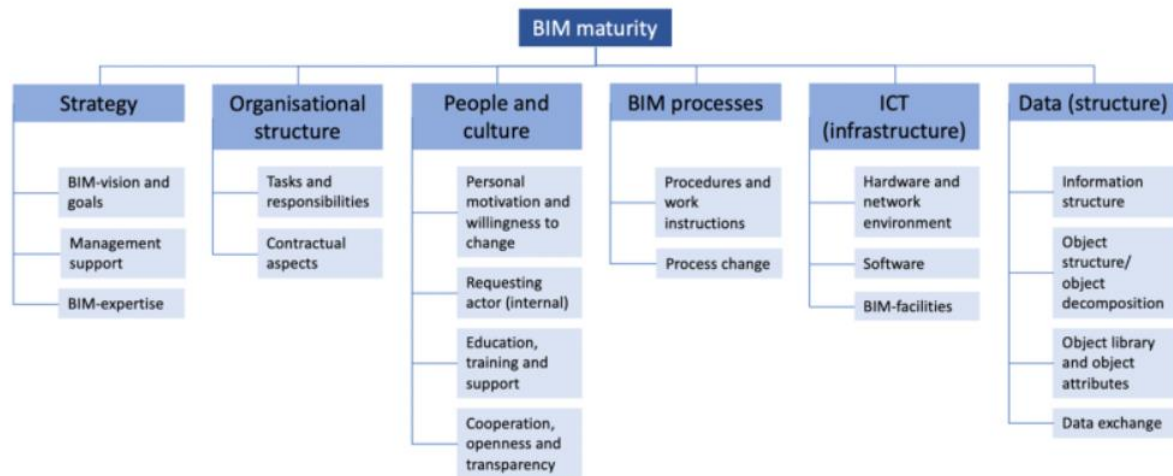 BIM maturity
Strategy
BIM-vision and
goals
Management
support
BIM-expertise
Organisational
structure
Tasks and
responsibilities
Contractual
aspects
People and
culture
Personal
motivation and
willingness to
change
Requesting
actor (internal)
Education,
training and
support
Cooperation,
openness and
transparency
BIM processes
Procedures and
work
instructions
Process change
ICT
(infrastructure)
Hardware and
network
environment
Software
BIM-facilities
Data (structure)
Information
structure
Object
structure/
object
decomposition
Object library
and object
attributes
Data exchange